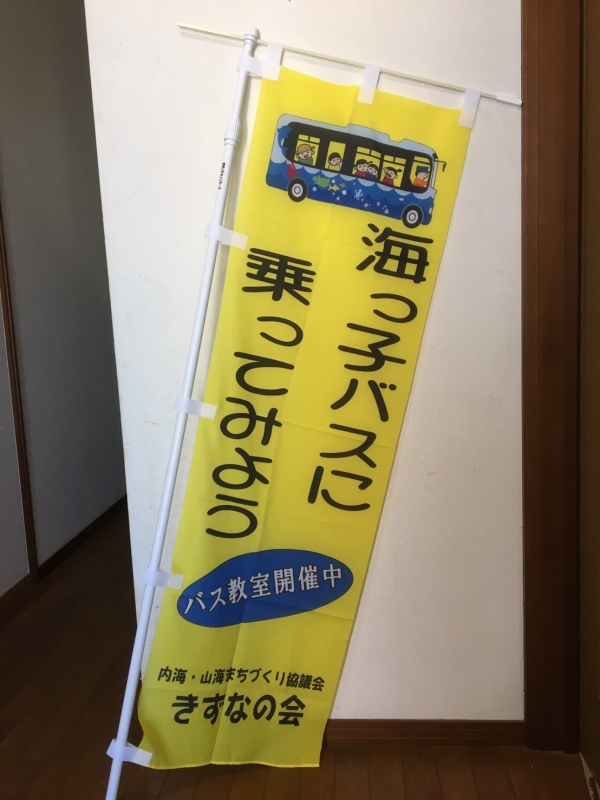 海っ子バスに
乗ってみよう
バス教室開催中
内海・山海まちづくり協議会
きずなの会